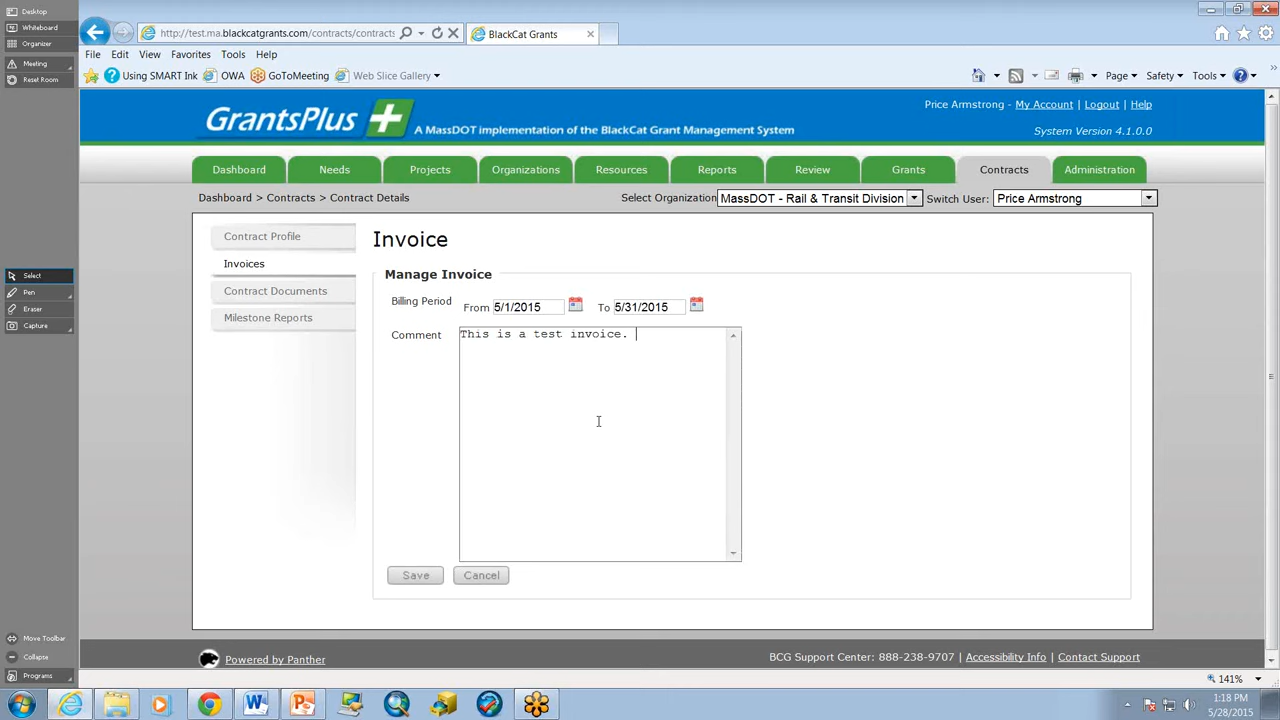 Desktop
Whiteboard
Organizer
Meeting
Reset Room
Select
Pen
Eraser
Capture
Move Toolbar
Collapse
Programs
http://test.ma.blackcatgrants.com/contracts/contracts
BlackCat Grants
File Edit View Favorites Tools Help
Using SMART Ink OWA GoToMeeting Web Slice Gallery
Page Safety Tools
GrantsPlus+ A MassDOT implementation of the BlackCat Grant Management System
Price Armstrong - My Account | Logout | Help
System Version 4.1.0.0
Dashboard Needs Projects Organizations Resources Reports Review Grants Contracts Administration
Dashboard > Contracts > Contract Details
Select Organization MassDOT - Rail & Transit Division Switch User: Price Armstrong
Contract Profile
Invoices
Contract Documents
Milestone Reports
Invoice
Manage Invoice
Billing Period From 5/1/2015 To 5/31/2015
Comment This is a test invoice.
Save Cancel
Powered by Panther
BCG Support Center: 888-238-9707 | Accessibility Info | Contact Support
141%
1:18 PM
5/28/2015